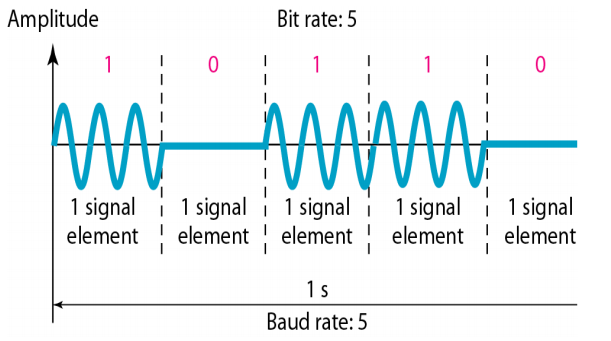 Amplitude
Bit rate: 5
1
0
1
1
0
1 signal
element
1 signal
element
1 signal
element
1 signal
element
1 signal
element
1 s
Baud rate: 5